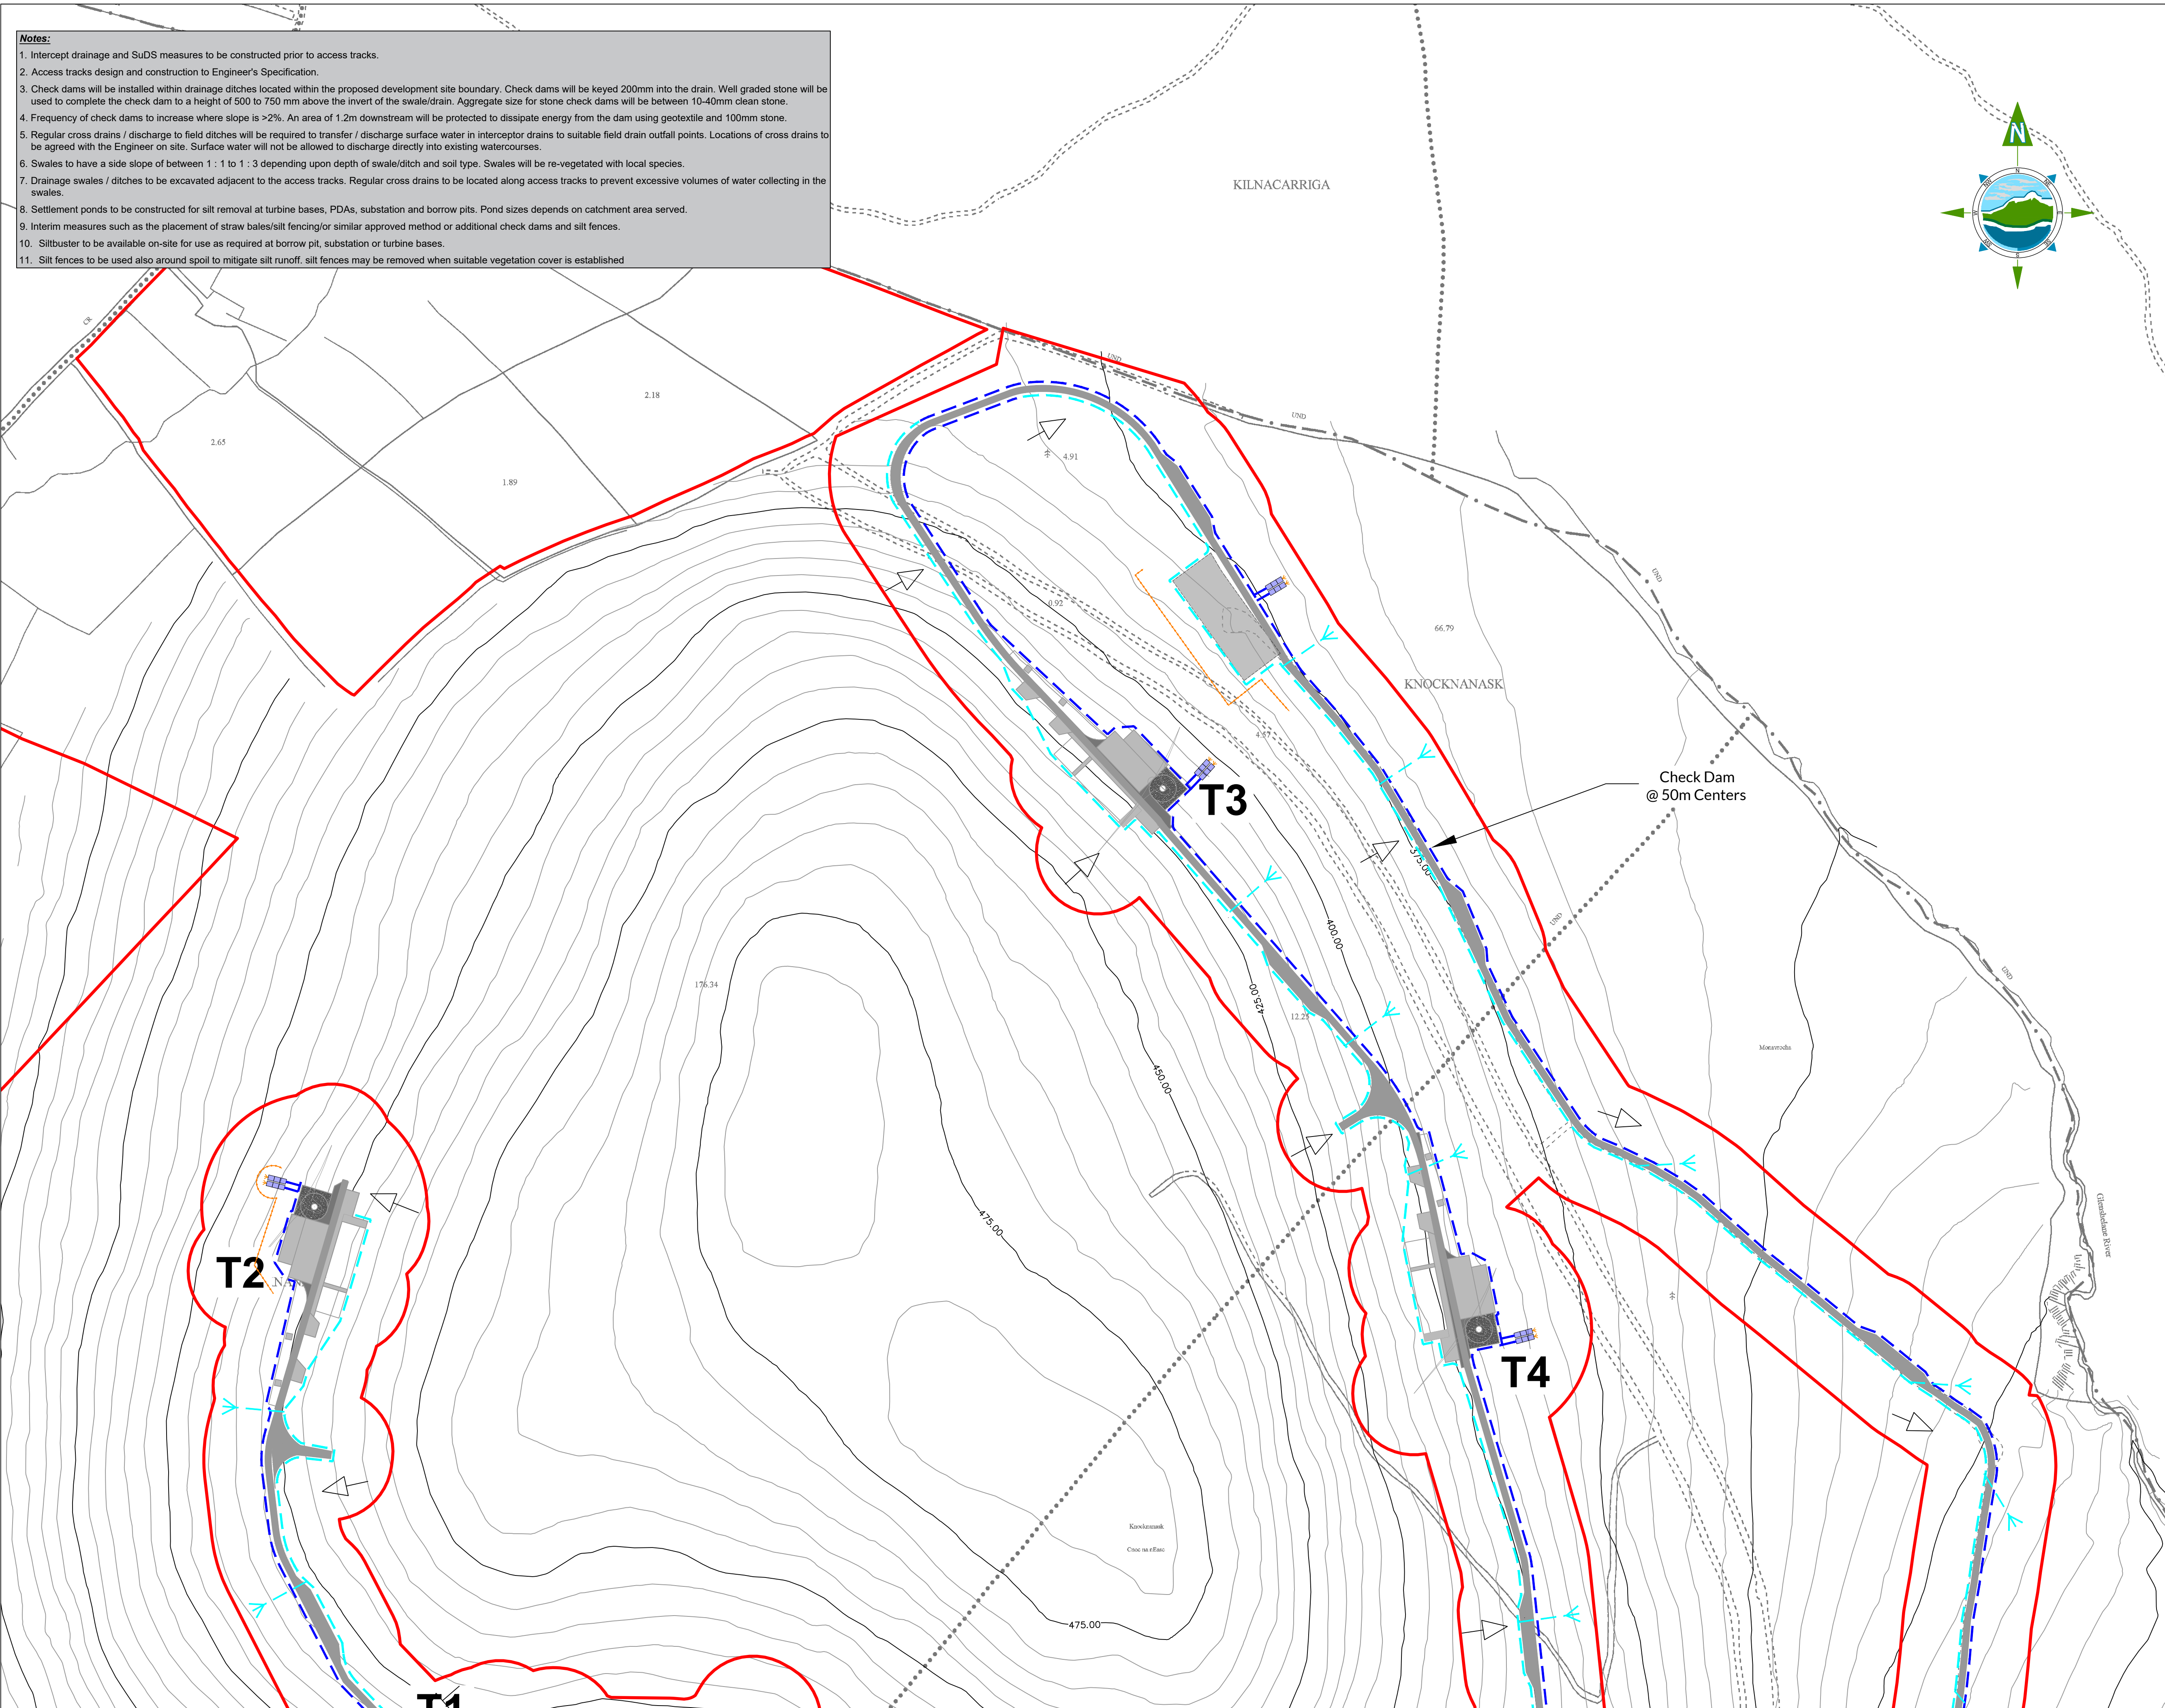 Notes:
1. Intercept drainage and SuDS measures to be constructed prior to access tracks.
2. Access tracks design and construction to Engineer's Specification.
3. Check dams will be installed within drainage ditches located within the proposed development site boundary. Check dams will be keyed 200mm into the drain. Well graded stone will be
used to complete the check dam to a height of 500 to 750 mm above the invert of the swale/drain. Aggregate size for stone check dams will be between 10-40mm clean stone.
4. Frequency of check dams to increase where slope is >2%. An area of 1.2m downstream will be protected to dissipate energy from the dam using geotextile and 100mm stone.
5. Regular cross drains / discharge to field ditches will be required to transfer / discharge surface water in interceptor drains to suitable field drain outfall points. Locations of cross drains to
be agreed with the Engineer on site. Surface water will not be allowed to discharge directly into existing watercourses.
6. Swales to have a side slope of between 1 : 1 to 1 : 3 depending upon depth of swale/ditch and soil type. Swales will be re-vegetated with local species.
7. Drainage swales / ditches to be excavated adjacent to the access tracks. Regular cross drains to be located along access tracks to prevent excessive volumes of water collecting in the
swales.
8. Settlement ponds to be constructed for silt removal at turbine bases, PDAs, substation and borrow pits. Pond sizes depends on catchment area served.
9. Interim measures such as the placement of straw bales/silt fencing/or similar approved method or additional check dams and silt fences.
10. Siltbuster to be available on-site for use as required at borrow pit, substation or turbine bases.
11. Silt fences to be used also around spoil to mitigate silt runoff. silt fences may be removed when suitable vegetation cover is established
N
N
NE
E
SE
S
SW
W
NW
KILNACARRIGA
CR
UND
UND
2.18
2.65
1.89
4.91
UND
0.92
66.79
KNOCKNANASK
4.57
Check Dam
@ 50m Centers
T3
375.00
400.00
UND
UND
176.34
425.00
12.25
450.00
Monavrodha
475.00
Glenshelane River
T2
NAN
T4
Knocknanask
Cnoc na nEasc
475.00
T1